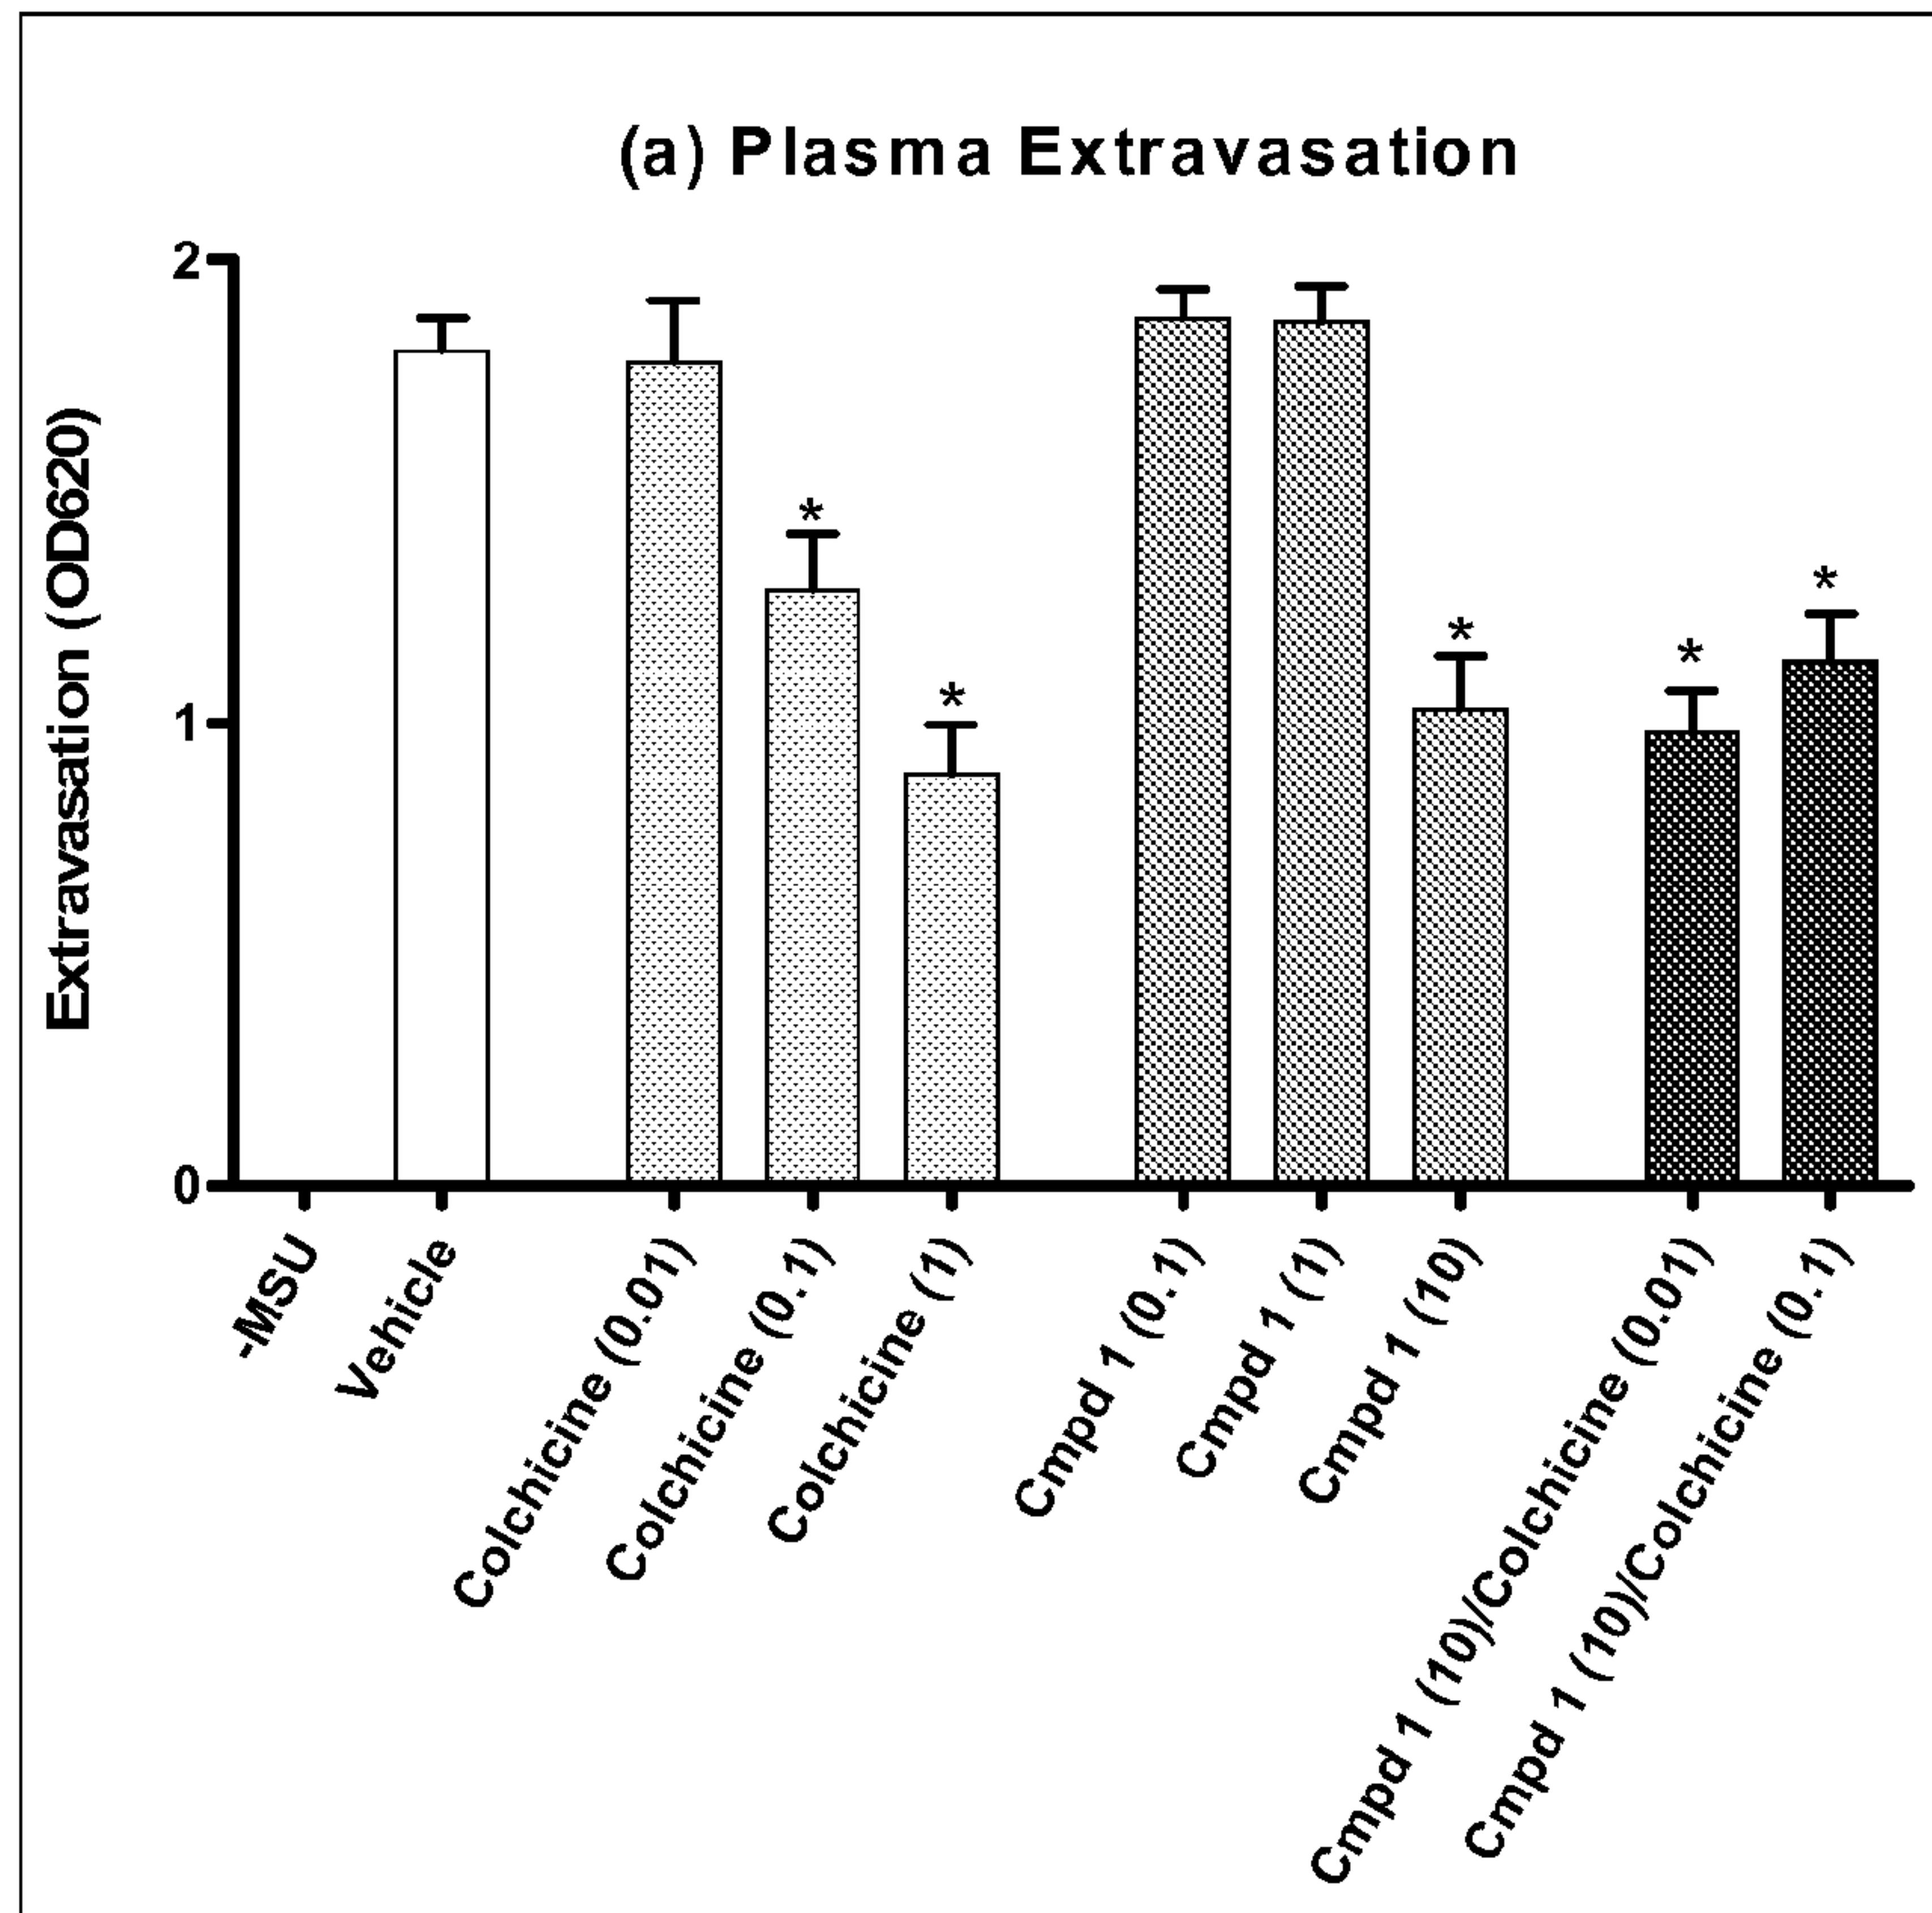 (a) Plasma Extravasation
Extravasation (OD620)
2
1
0
*
*
*
*
*
-MSU
Vehicle
Colchicine (0.01)
Colchicine (0.1)
Colchicine (1)
Cmpd 1 (0.1)
Cmpd 1 (1)
Cmpd 1 (10)
Cmpd 1 (10)/Colchicine (0.01)
Cmpd 1 (10)/Colchicine (0.1)